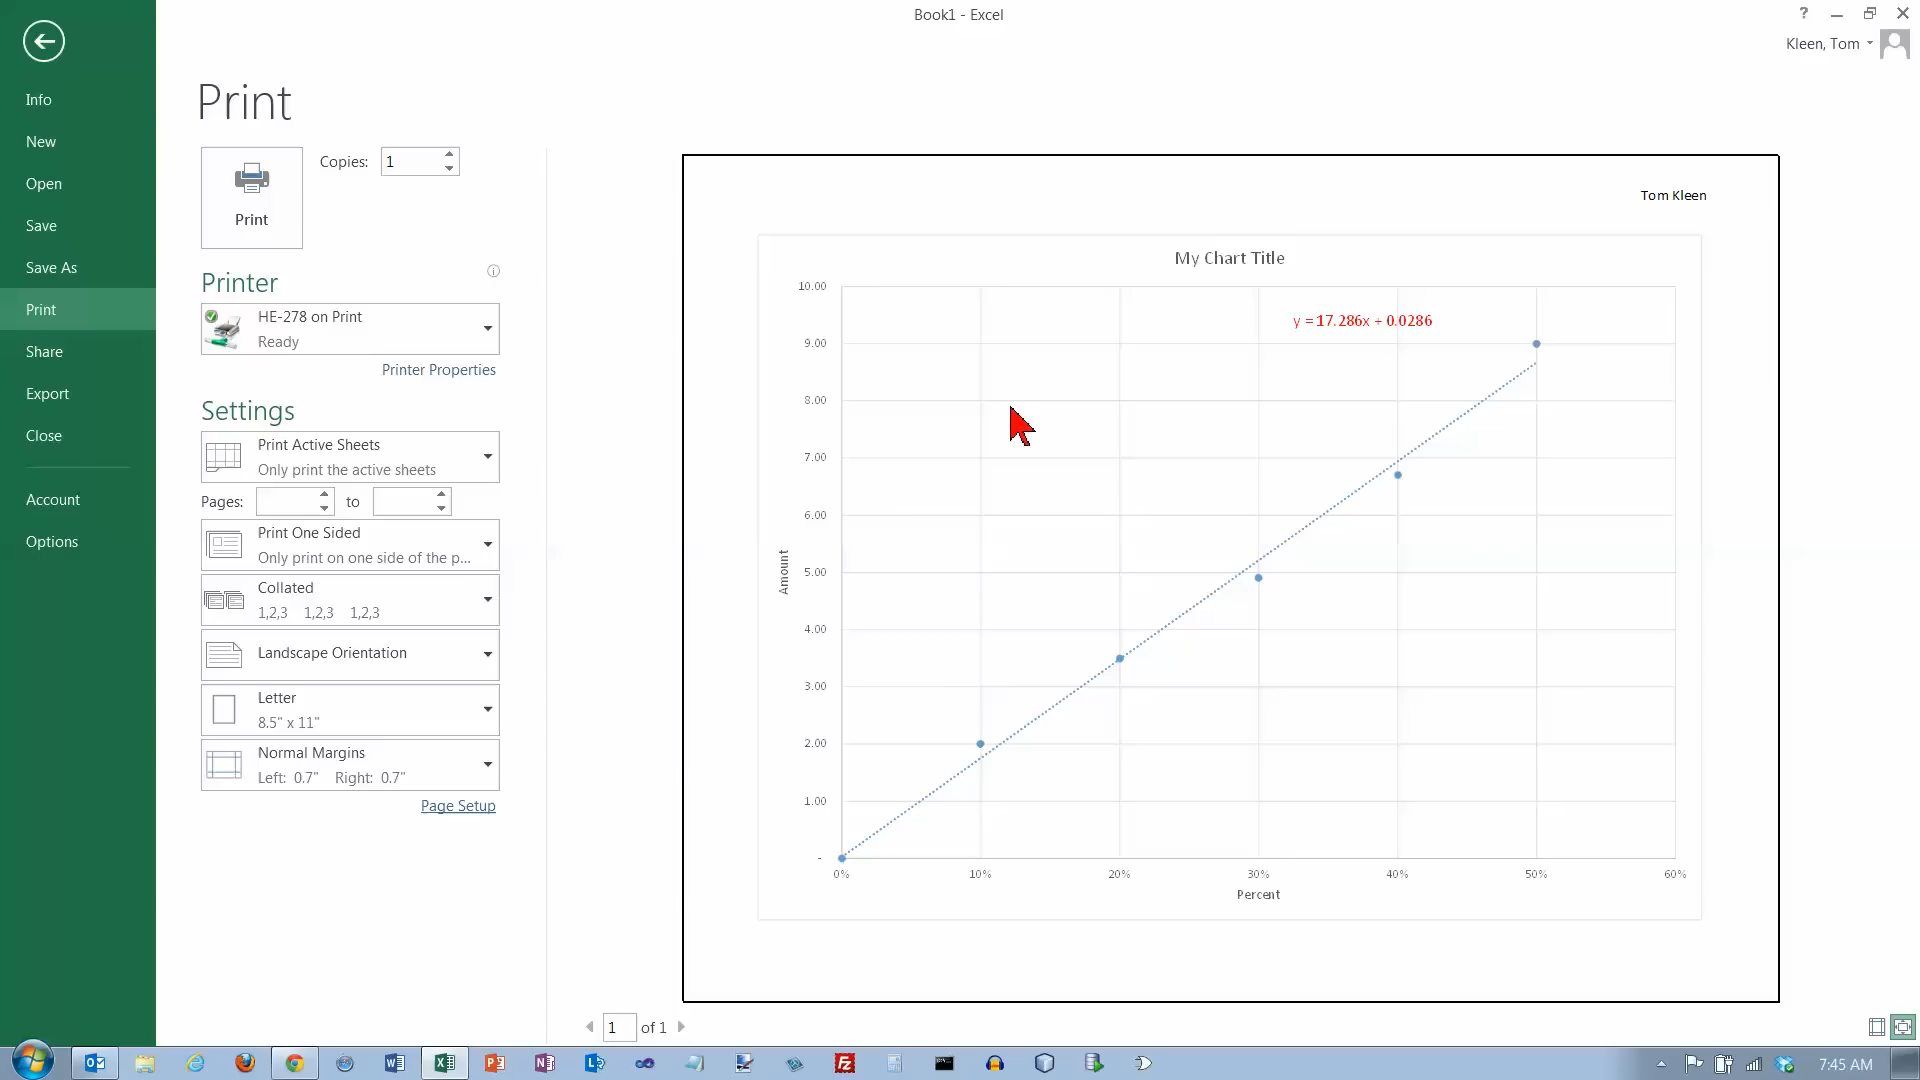 Book1 - Excel
?
Kleen, Tom
Info
New
Open
Save
Save As
Print
Share
Export
Close
Account
Options
Print
Print
Copies: 1
Printer
HE-278 on Print
Ready
Printer Properties
Settings
Print Active Sheets
Only print the active sheets
Pages: to
Print One Sided
Only print on one side of the p...
Collated
1,2,3 1,2,3 1,2,3
Landscape Orientation
Letter
8.5" x 11"
Normal Margins
Left: 0.7" Right: 0.7"
Page Setup
Tom Kleen
My Chart Title
y = 17.286x + 0.0286
10.00
9.00
8.00
7.00
6.00
5.00
4.00
3.00
2.00
1.00
-
Amount
0% 10% 20% 30% 40% 50% 60%
Percent
1 of 1
7:45 AM